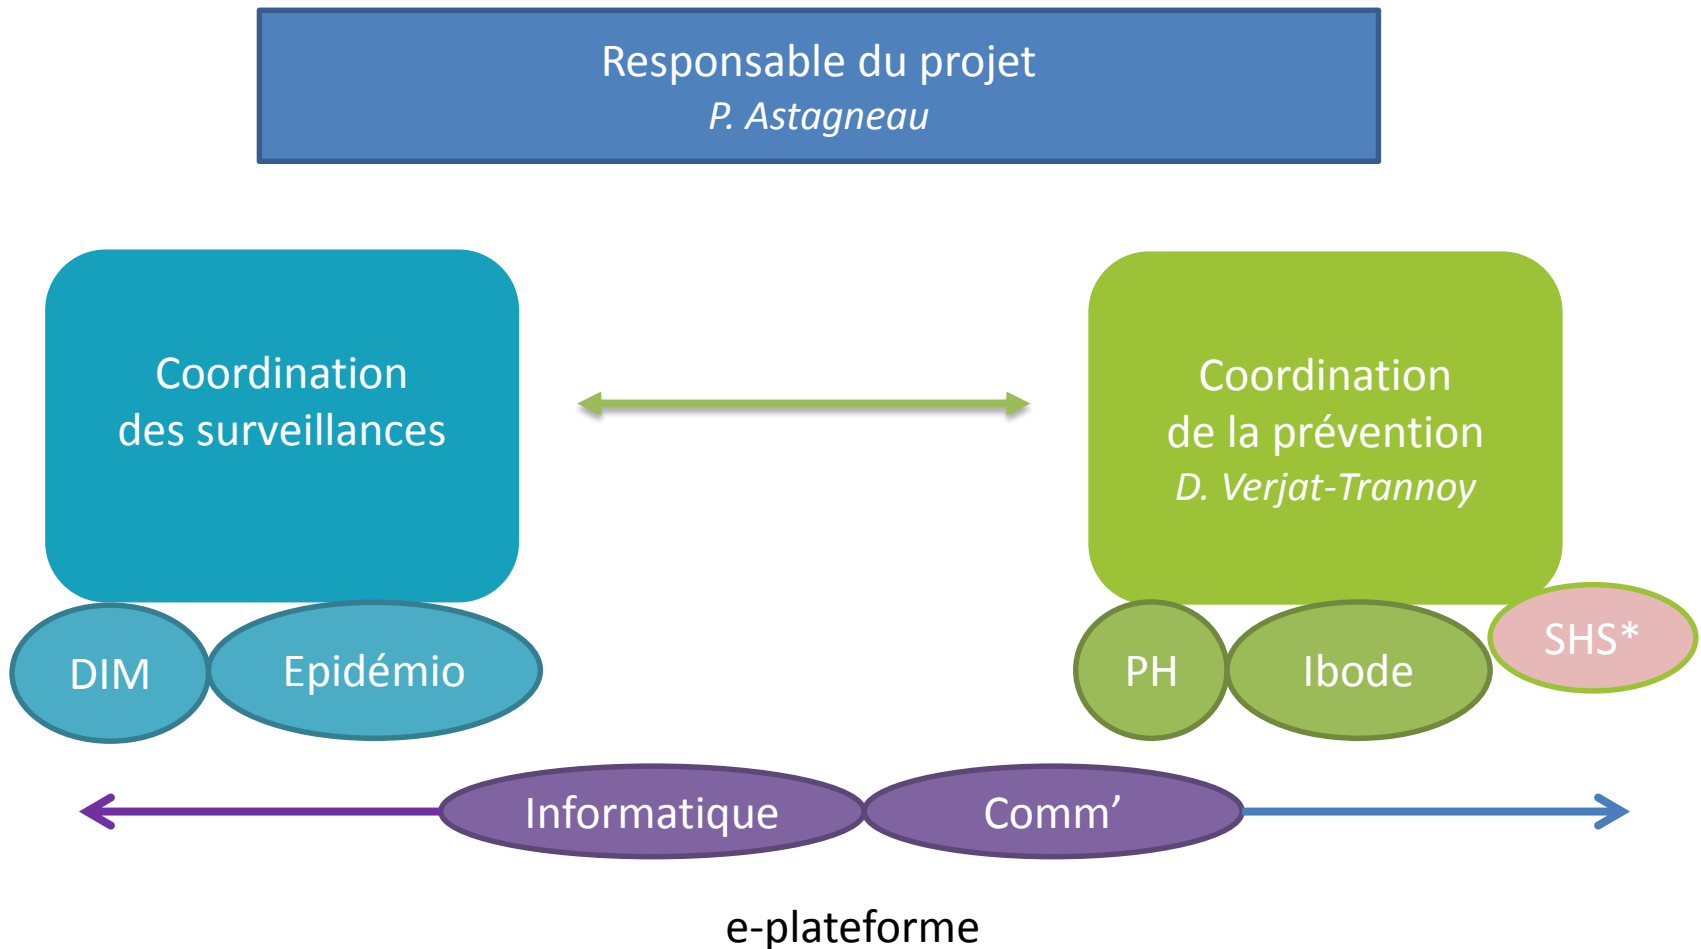 Responsable du projet
P. Astagneau
Coordination
des surveillances
Coordination
de la prévention
D. Verjat-Trannoy
DIM
Epidémio
PH
Ibode
SHS*
Informatique
Comm’
e-plateforme